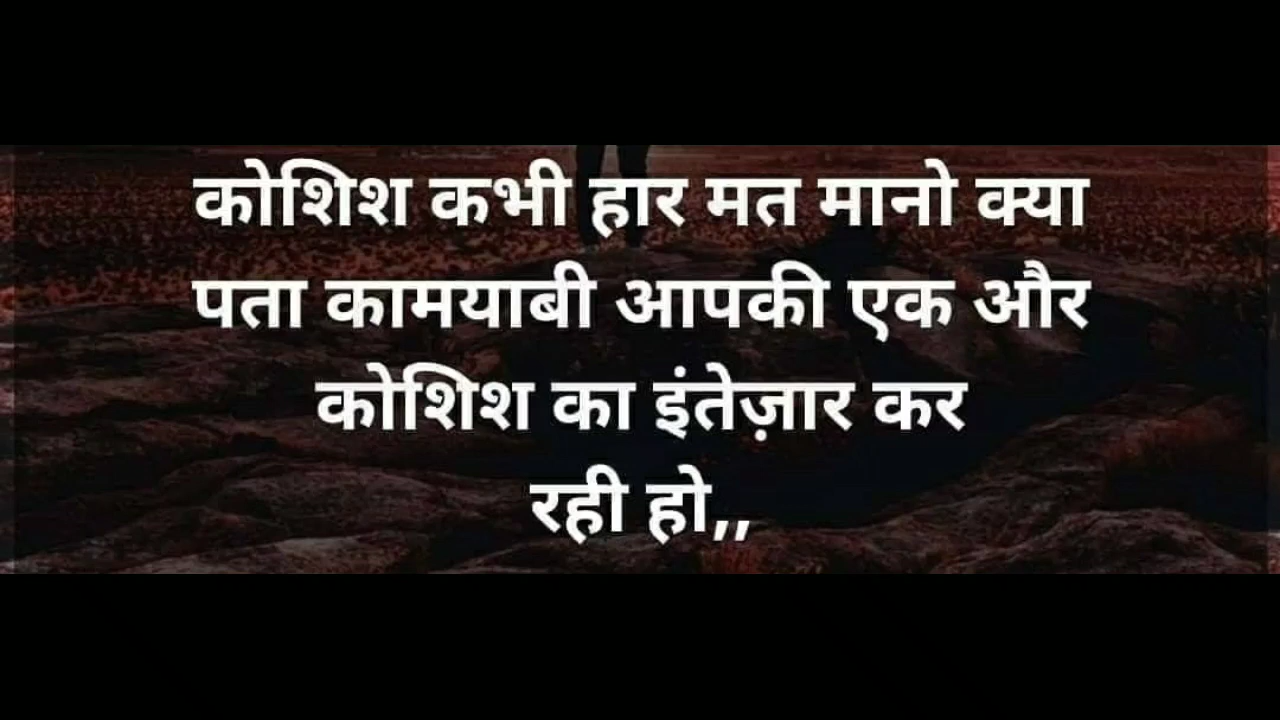 कोशिश कभी हार मत मानो क्या
पता कामयाबी आपकी एक और
कोशिश का इंतेज़ार कर
रही हो,,